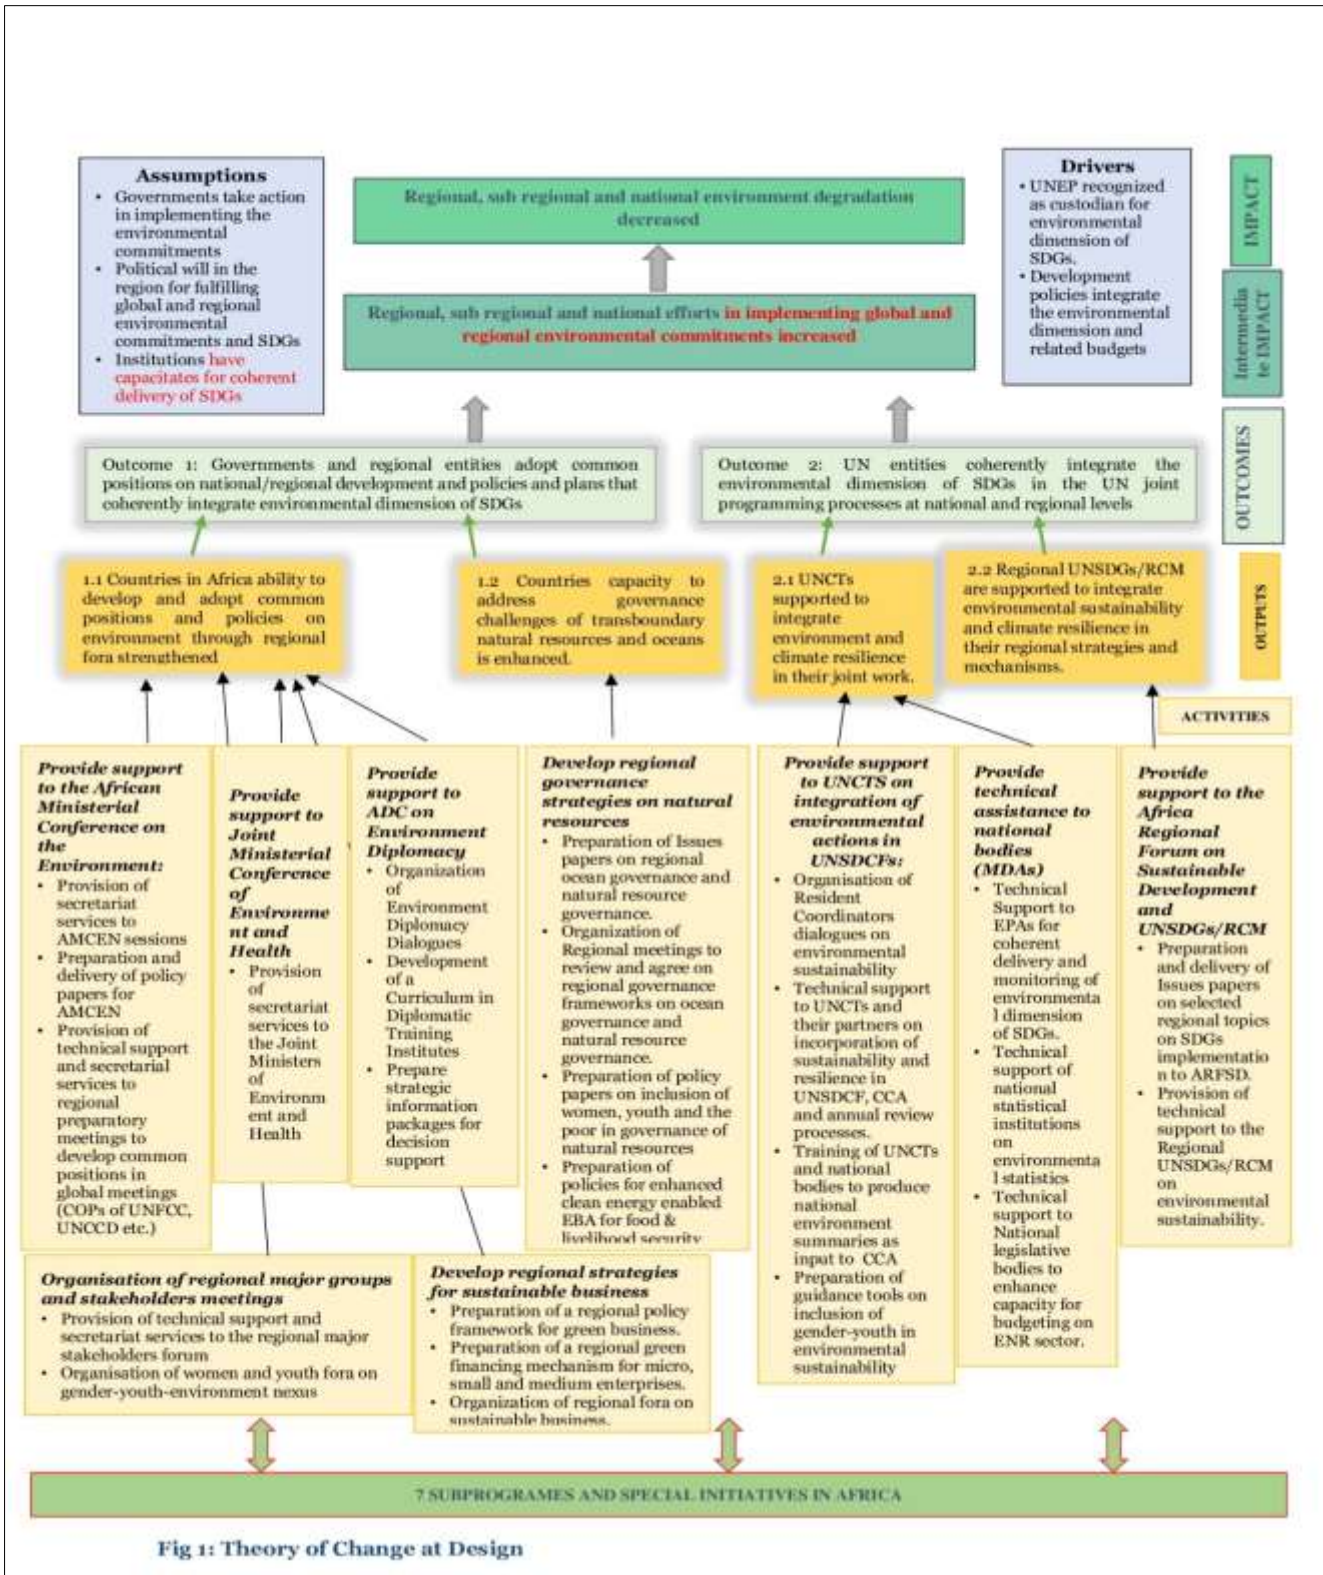 Assumptions
• Governments take action
in implementing the
environmental
commitments
• Political will in the
region for fulfilling
global and regional
environmental
commitments and SDGs
• Institutions have
capacitates for coherent
delivery of SDGs
Regional, sub regional and national environment degradation
decreased
Drivers
• UNEP recognized
as custodian for
environmental
dimension of
SDGs.
• Development
policies integrate
the environmental
dimension and
related budgets
IMPACT
Regional, sub regional and national efforts in implementing global and
regional environmental commitments increased
Intermedia
te IMPACT
Outcome 1: Governments and regional entities adopt common
positions on national/regional development and policies and plans that
coherently integrate environmental dimension of SDGs
Outcome 2: UN entities coherently integrate the
environmental dimension of SDGs in the UN joint
programming processes at national and regional levels
OUTCOMES
1.1 Countries in Africa ability to
develop and adopt common
positions and policies on
environment through regional
fora strengthened
1.2 Countries capacity to
address governance
challenges of transboundary
natural resources and oceans
is enhanced.
2.1 UNCTs
supported to
integrate
environment and
climate resilience
in their joint work.
2.2 Regional UNSDGs/RCM
are supported to integrate
environmental sustainability
and climate resilience in
their regional strategies and
mechanisms.
OUTPUTS
ACTIVITIES
Provide support
to the African
Ministerial
Conference on
the
Environment:
• Provision of
secretariat
services to
AMCEN sessions
• Preparation and
delivery of policy
papers for
AMCEN
• Provision of
technical support
and secretarial
services to
regional
preparatory
meetings to
develop common
positions in
global meetings
(COPs of UNFCC,
UNCCD etc.)
Provide
support to
Joint
Ministerial
Conference
of
Environme
nt and
Health
• Provision
of
secretariat
services to
the Joint
Ministers
of
Environm
ent and
Health
Provide
support to
ADC on
Environment
Diplomacy
• Organization
of
Environment
Diplomacy
Dialogues
• Development
of a
Curriculum in
Diplomatic
Training
Institutes
• Prepare
strategic
information
packages for
decision
support
Develop regional
governance
strategies on natural
resources
• Preparation of Issues
papers on regional
ocean governance and
natural resource
governance.
• Organization of
Regional meetings to
review and agree on
regional governance
frameworks on ocean
governance and
natural resource
governance.
• Preparation of policy
papers on inclusion of
women, youth and the
poor in governance of
natural resources
• Preparation of
policies for enhanced
clean energy enabled
EBA for food &
livelihood security
Provide support
to UNCTS on
integration of
environmental
actions in
UNSDCFs:
• Organisation of
Resident
Coordinators
dialogues on
environmental
sustainability
• Technical support
to UNCTs and
their partners on
incorporation of
sustainability and
resilience in
UNSDCF, CCA
and annual review
processes.
• Training of UNCTs
and national
bodies to produce
national
environment
summaries as
input to CCA
• Preparation of
guidance tools on
inclusion of
gender-youth in
environmental
sustainability
Provide
technical
assistance to
national
bodies
(MDAs)
• Technical
Support to
EPAs for
coherent
delivery and
monitoring of
environmenta
l dimension
of SDGs.
• Technical
support of
national
statistical
institutions
on
environmenta
l statistics
• Technical
support to
National
legislative
bodies to
enhance
capacity for
budgeting on
ENR sector.
Provide
support to the
Africa
Regional
Forum on
Sustainable
Development
and
UNSDGs/RCM
• Preparation
and delivery of
Issues papers
on selected
regional topics
on SDGs
implementatio
n to ARFSD.
• Provision of
technical
support to the
Regional
UNSDGs/RCM
on
environmental
sustainability.
Organisation of regional major groups
and stakeholders meetings
• Provision of technical support and
secretariat services to the regional major
stakeholders forum
• Organisation of women and youth fora on
gender-youth-environment nexus
Develop regional strategies
for sustainable business
• Preparation of a regional policy
framework for green business.
• Preparation of a regional green
financing mechanism for micro,
small and medium enterprises.
• Organization of regional fora on
sustainable business.
7 SUBPROGRAMES AND SPECIAL INITIATIVES IN AFRICA
Fig 1: Theory of Change at Design